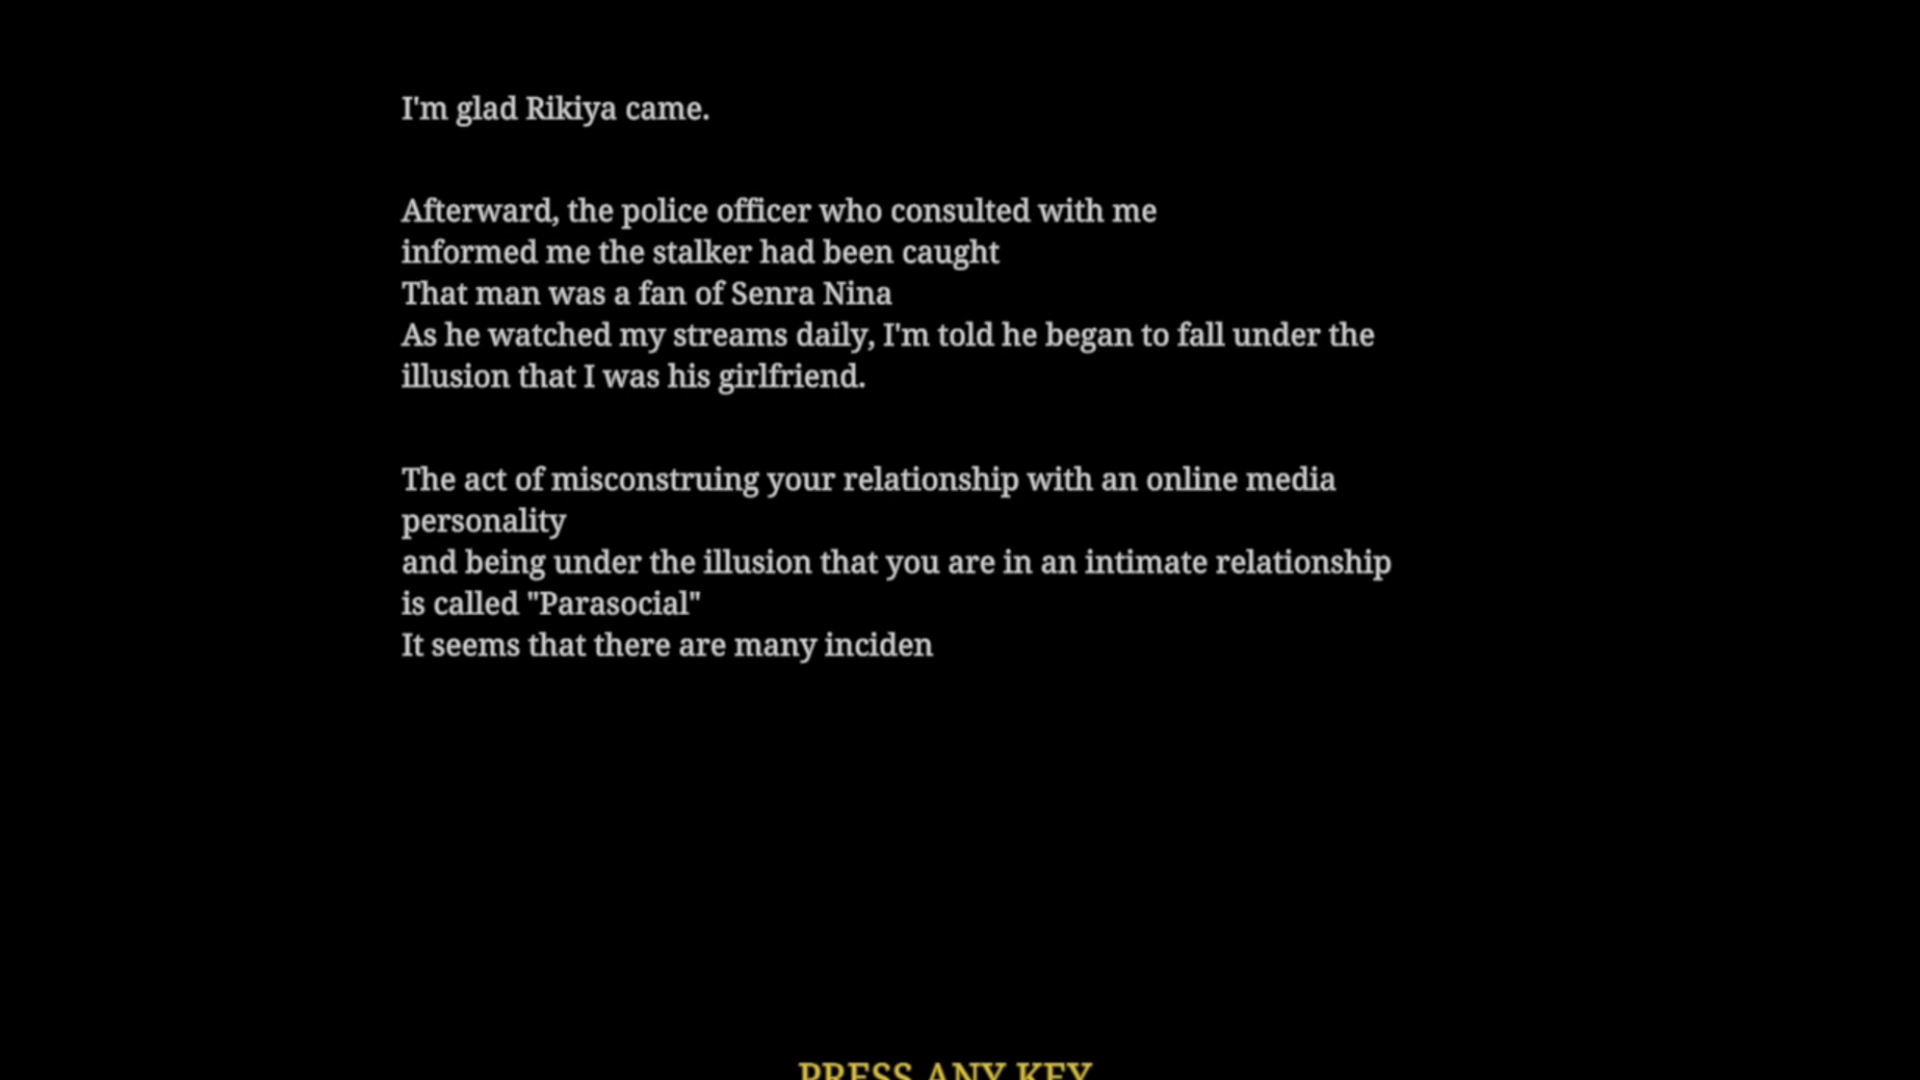 I'm glad Rikiya came.
Afterward, the police officer who consulted with me
informed me the stalker had been caught
That man was a fan of Senra Nina
As he watched my streams daily, I'm told he began to fall under the
illusion that I was his girlfriend.
The act of misconstruing your relationship with an online media
personality
and being under the illusion that you are in an intimate relationship
is called "Parasocial"
It seems that there are many inciden
PRESS ANY KEY